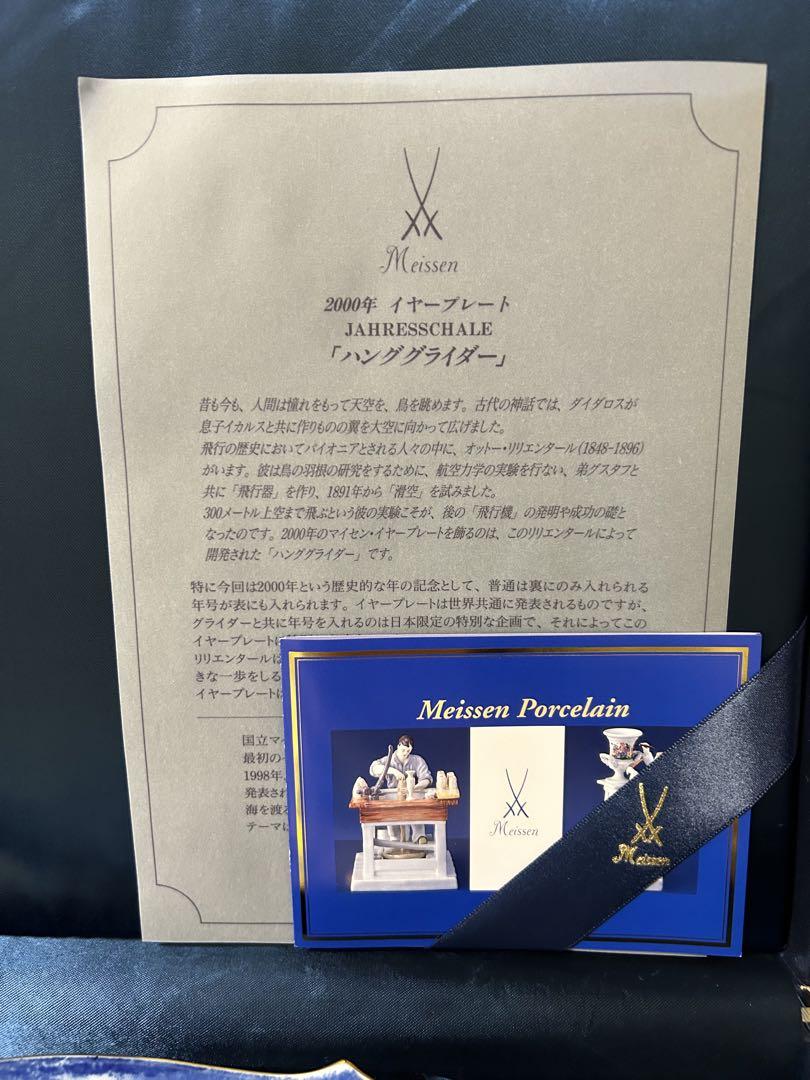 Meissen
2000年 イヤープレート
JAHRESSCHALE
「ハンググライダー」
昔も今も、人間は憧れをもって天空を、鳥を眺めます。古代の神話では、ダイダロスが
息子イカルスと共に作りものの翼を大空に向かって広げました。
飛行の歴史においてパイオニアとされる人々の中に、オットー・リリエンタール(1848-1896)
がいます。彼は鳥の羽根の研究をするために、航空力学の実験を行ない、弟グスタフと
共に「飛行器」を作り、1891年から「滑空」を試みました。
300メートル上空まで飛ぶという彼の実験こそが、後の「飛行機」の発明や成功の礎と
なったのです。2000年のマイセン・イヤープレートを飾るのは、このリリエンタールによって
開発された「ハンググライダー」です。
特に今回は2000年という歴史的な年の記念として、普通は裏にのみ入れられる
年号が表にも入れられます。イヤープレートは世界共通に発表されるものですが、
グライダーと共に年号を入れるのは日本限定の特別な企画で、それによってこの
イヤープレートは
リリエンタールは
きな一歩をしる
イヤープレートは
国立マイ
最初の
1998年、
発表され
海を渡る
テーマは
Meissen Porcelain
Meissen
Meissen